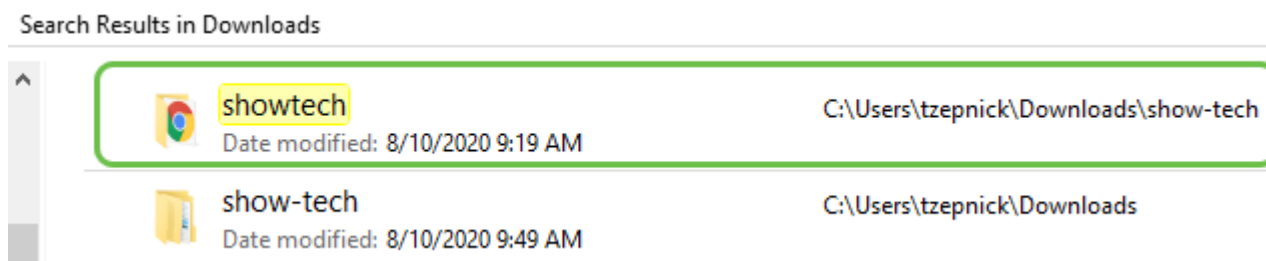 Search Results in Downloads
showtech C:\Users\tzepnick\Downloads\show-tech
Date modified: 8/10/2020 9:19 AM
show-tech C:\Users\tzepnick\Downloads
Date modified: 8/10/2020 9:49 AM